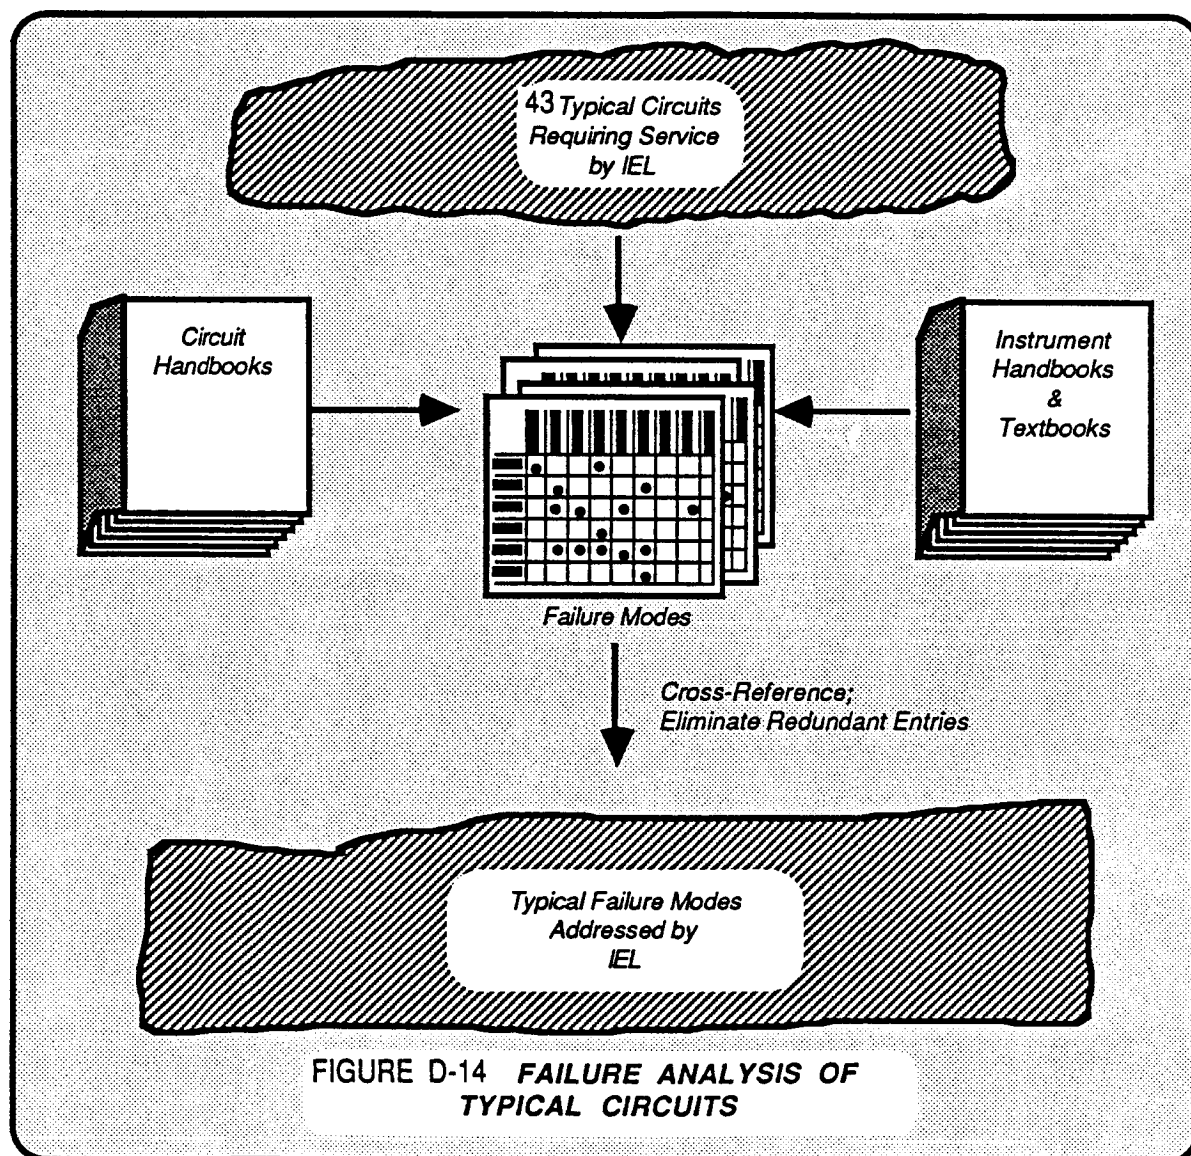 43 Typical Circuits
Requiring Service
by IEL
Circuit
Handbooks
Instrument
Handbooks
&
Textbooks
Failure Modes
Cross-Reference;
Eliminate Redundant Entries
Typical Failure Modes
Addressed by
IEL
FIGURE D-14 FAILURE ANALYSIS OF
TYPICAL CIRCUITS